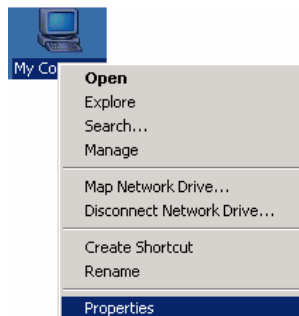 My Co
Open
Explore
Search...
Manage
Map Network Drive...
Disconnect Network Drive...
Create Shortcut
Rename
Properties